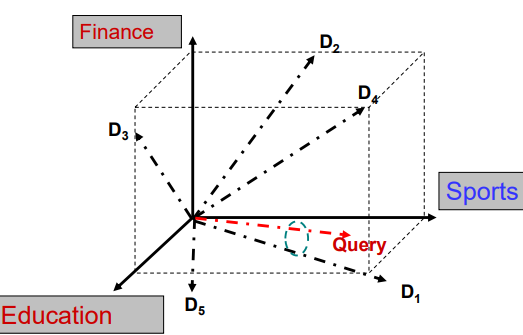 Finance
D2
D4
D3
Sports
Query
D1
D5
Education